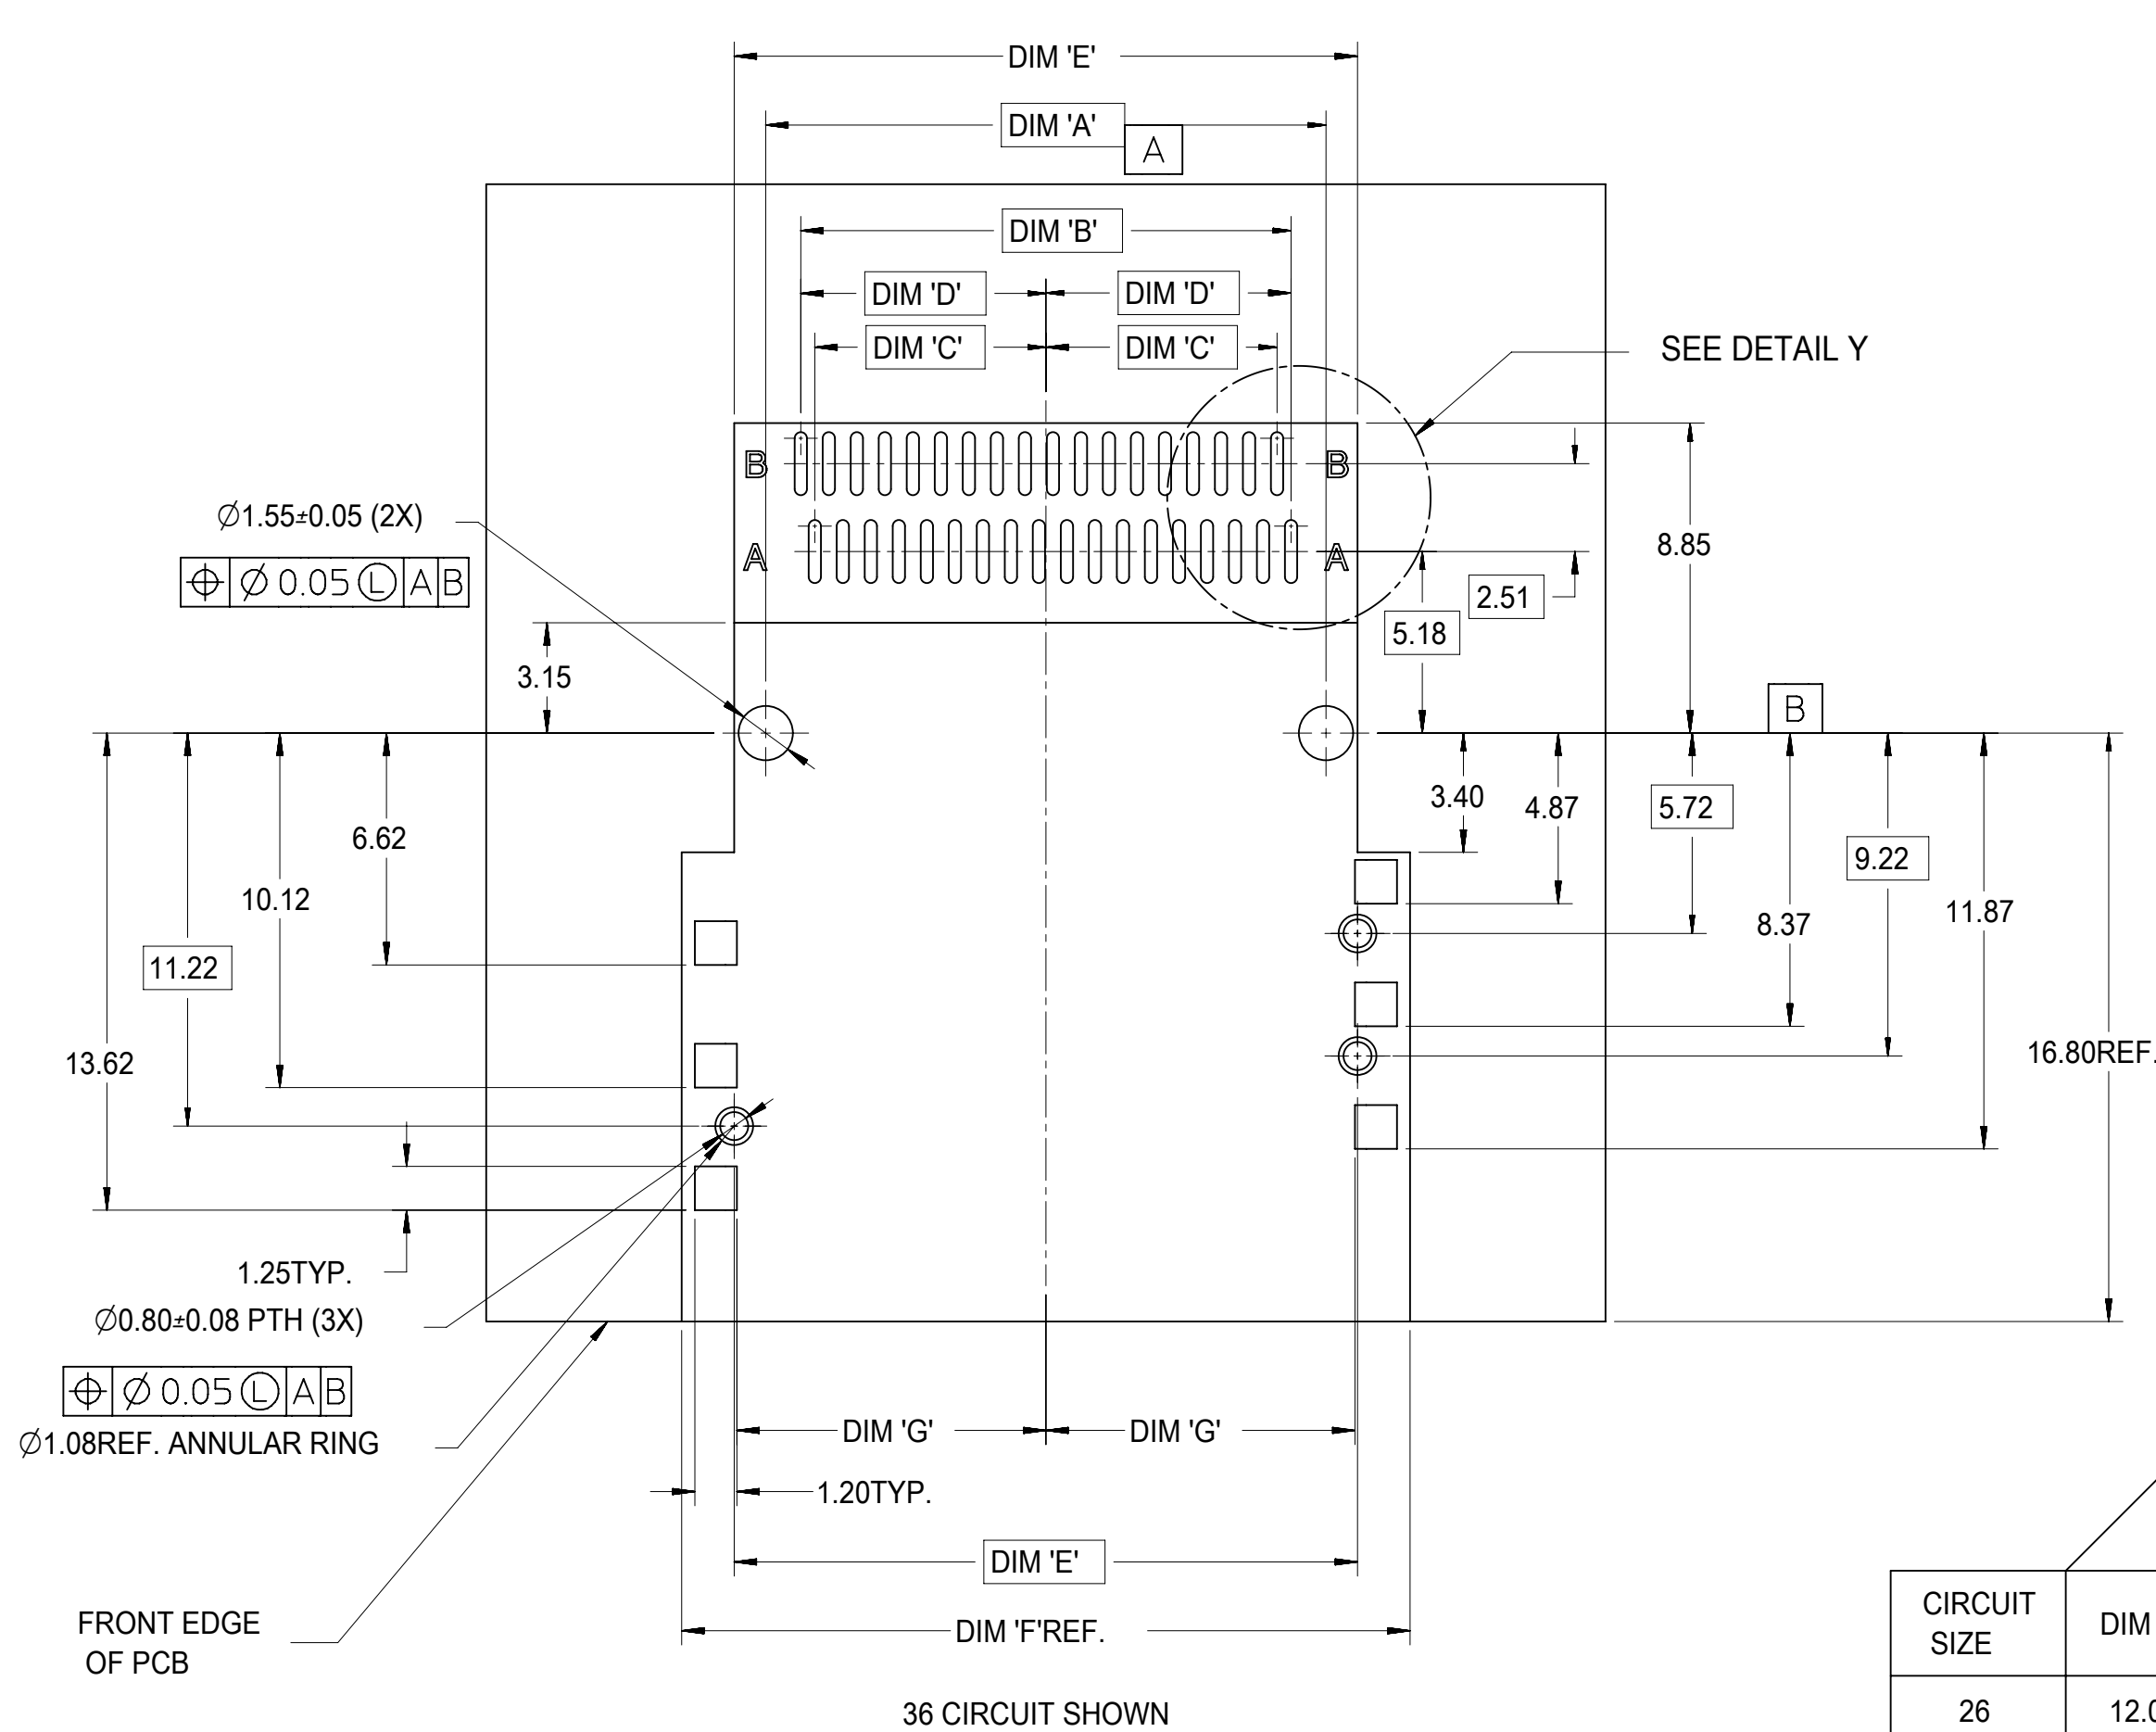 DIM 'E'
DIM 'A'
A
DIM 'B'
DIM 'D' DIM 'D'
DIM 'C' DIM 'C'
SEE DETAIL Y
B B
A A
Ø1.55±0.05 (2X)
⌖ Ø 0.05 Ⓛ A B
8.85
2.51
5.18
3.15
B
3.40
4.87
5.72
6.62
9.22
10.12
8.37
11.87
11.22
13.62
16.80REF.
1.25TYP.
Ø0.80±0.08 PTH (3X)
⌖ Ø 0.05 Ⓛ A B
Ø1.08REF. ANNULAR RING
DIM 'G' DIM 'G'
1.20TYP.
DIM 'E'
DIM 'F'REF.
FRONT EDGE
OF PCB
36 CIRCUIT SHOWN
CIRCUIT
SIZE
DIM
26